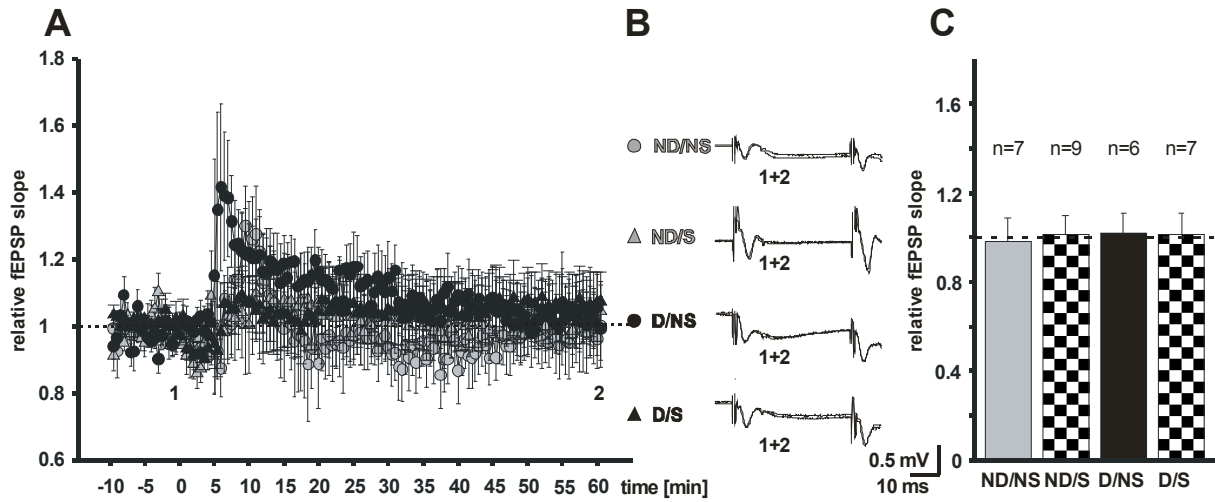 A
relative fEPSP slope
1.8
1.6
1.4
1.2
1
0.8
0.6
1
2
-10 -5 0 5 10 15 20 25 30 35 40 45 50 55 60 time [min]
B
ND/NS
1+2
ND/S
1+2
D/NS
1+2
D/S
1+2
0.5 mV
10 ms
C
relative fEPSP slope
1.6
1.2
0.8
0.4
0
n=7 n=9 n=6 n=7
ND/NS ND/S D/NS D/S